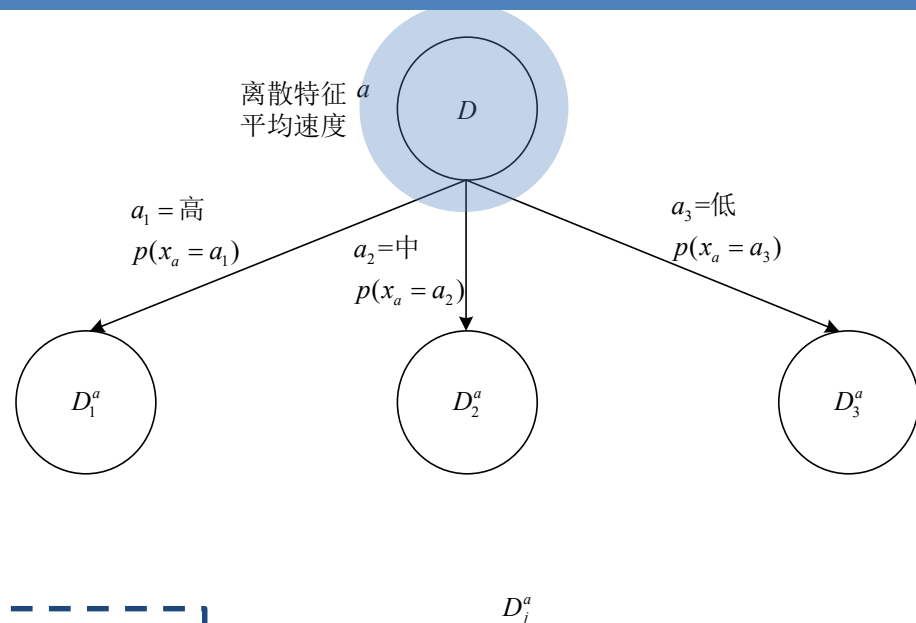 离散特征 a
平均速度
D
a₁ = 高
p(xₐ = a₁)
a₂=中
p(xₐ = a₂)
a₃=低
p(xₐ = a₃)
D₁ᵃ
D₂ᵃ
D₃ᵃ
Dⱼᵃ